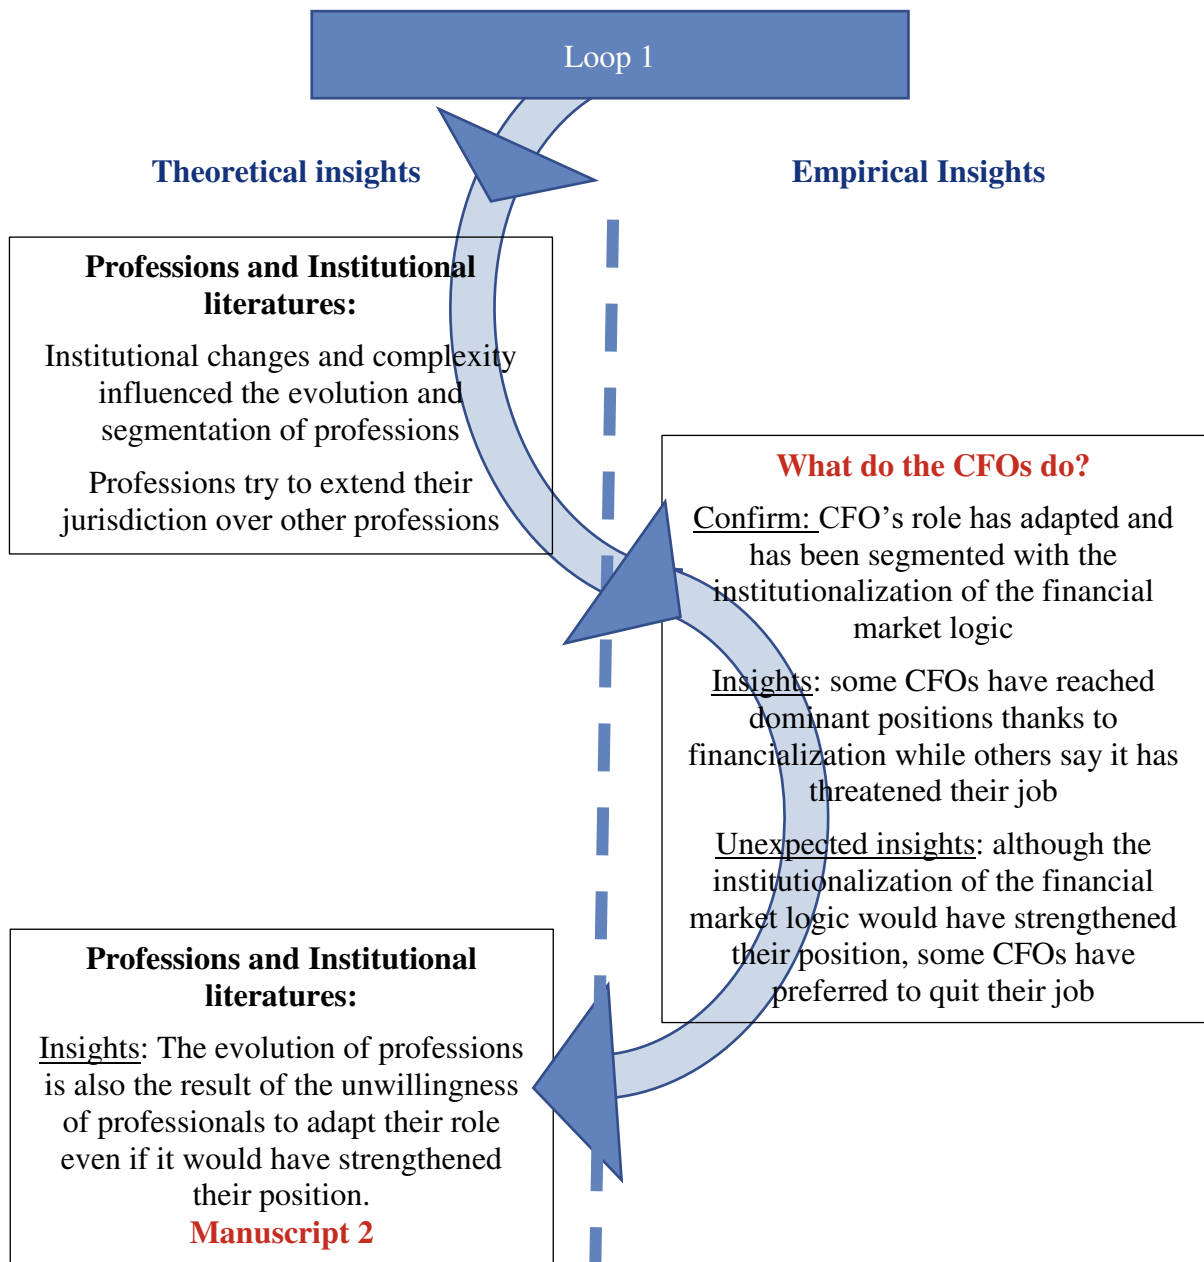 Loop 1
Theoretical insights
Empirical Insights
Professions and Institutional
literatures:
Institutional changes and complexity
influenced the evolution and
segmentation of professions
Professions try to extend their
jurisdiction over other professions
What do the CFOs do?
Confirm: CFO’s role has adapted and
has been segmented with the
institutionalization of the financial
market logic
Insights: some CFOs have reached
dominant positions thanks to
financialization while others say it has
threatened their job
Unexpected insights: although the
institutionalization of the financial
market logic would have strengthened
their position, some CFOs have
preferred to quit their job
Professions and Institutional
literatures:
Insights: The evolution of professions
is also the result of the unwillingness
of professionals to adapt their role
even if it would have strengthened
their position.
Manuscript 2